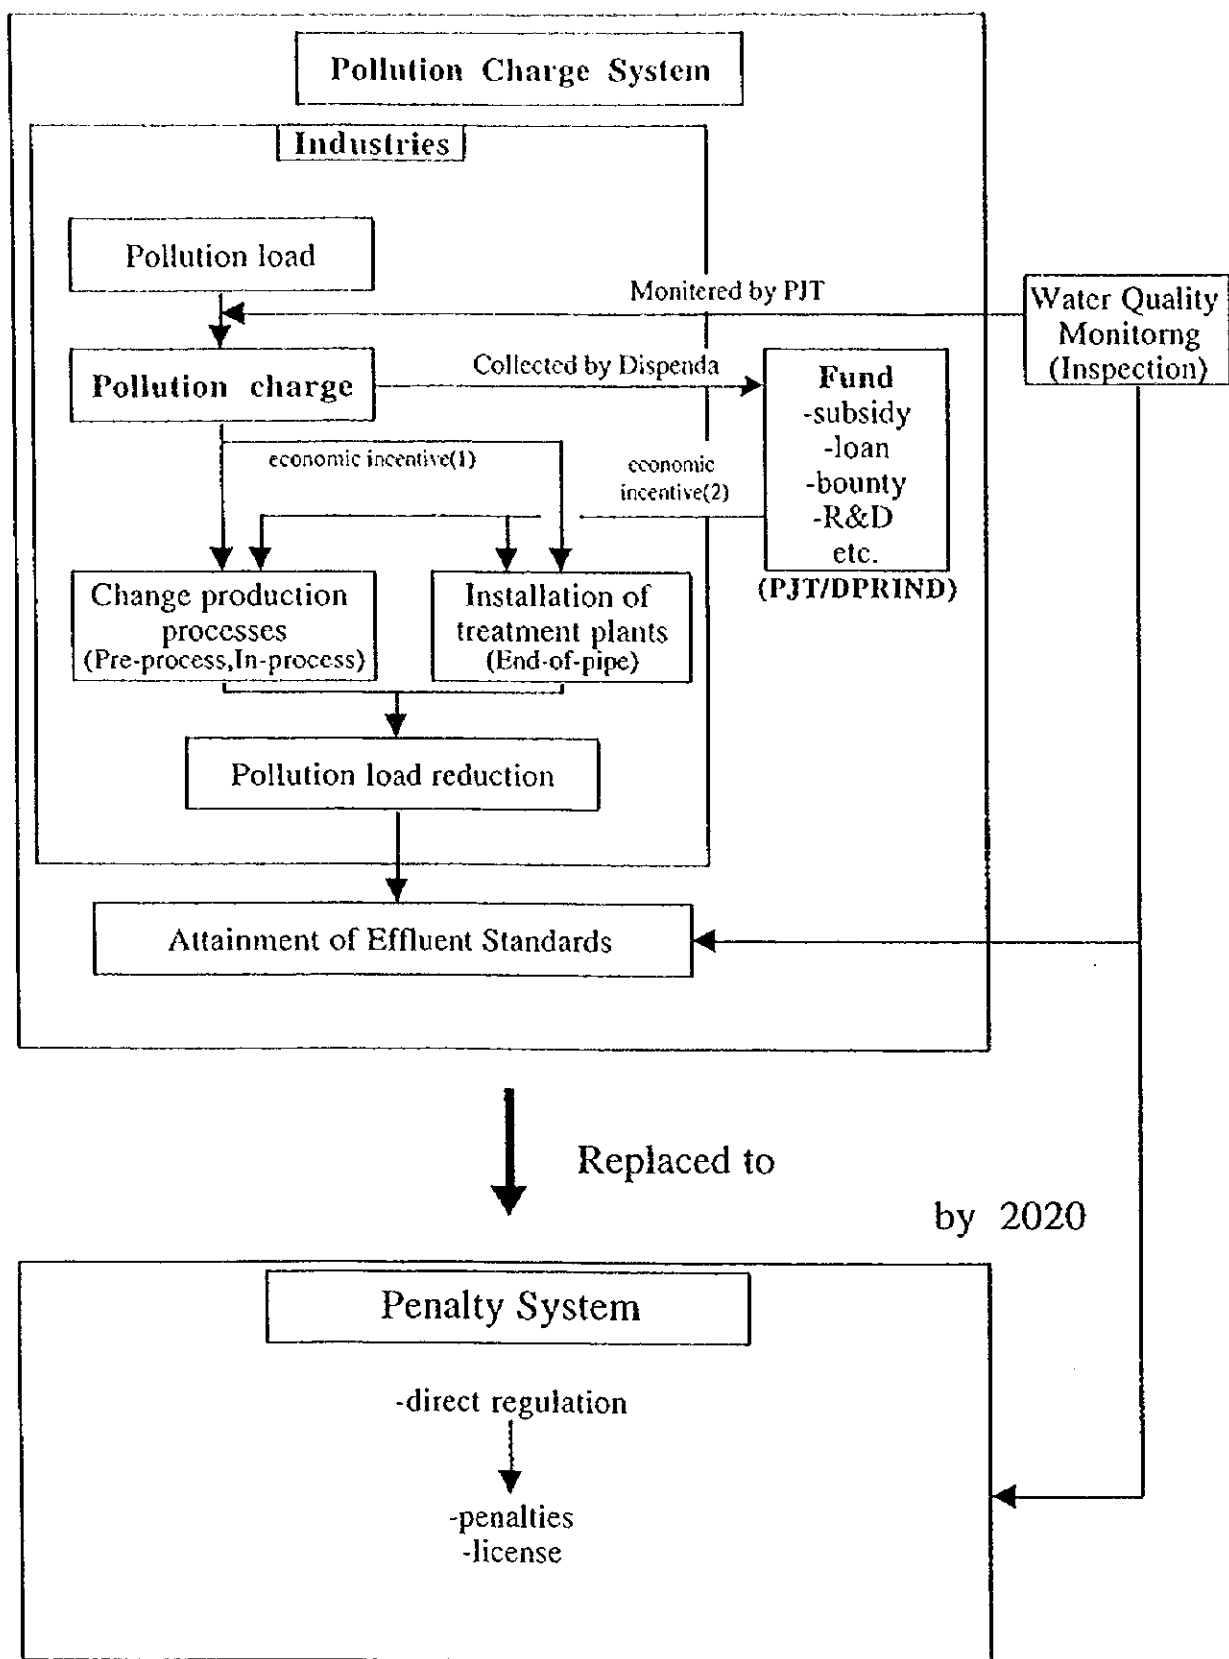 Pollution Charge System
Industries
Pollution load
Monitered by PJT
Water Quality
Monitorng
(Inspection)
Pollution charge
Collected by Dispenda
Fund
-subsidy
-loan
-bounty
-R&D
etc.
(PJT/DPRIND)
economic incentive(1)
economic
incentive(2)
Change production
processes
(Pre-process,In-process)
Installation of
treatment plants
(End-of-pipe)
Pollution load reduction
Attainment of Effluent Standards
Replaced to
by 2020
Penalty System
-direct regulation
-penalties
-license